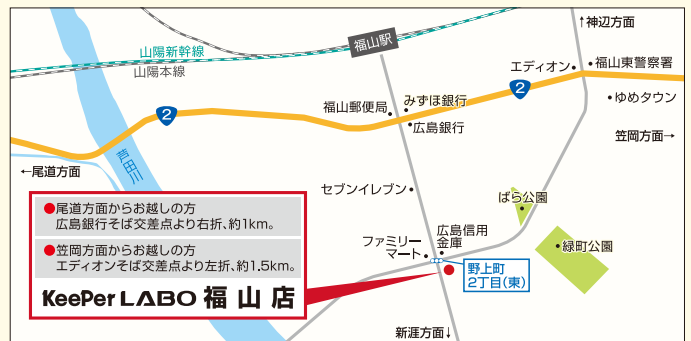 ↑神辺方面
福山駅
山陽新幹線
山陽本線
エディオン
福山東警察署
2
ゆめタウン
福山郵便局
みずほ銀行
2
広島銀行
笠岡方面→
芦田川
←尾道方面
セブンイレブン
ばら公園
●尾道方面からお越しの方
広島銀行そば交差点より右折、約1km。
●笠岡方面からお越しの方
エディオンそば交差点より左折、約1.5km。
KeePer LABO 福山店
ファミリー
マート
広島信用
金庫
緑町公園
野上町
2丁目(東)
新涯方面↓